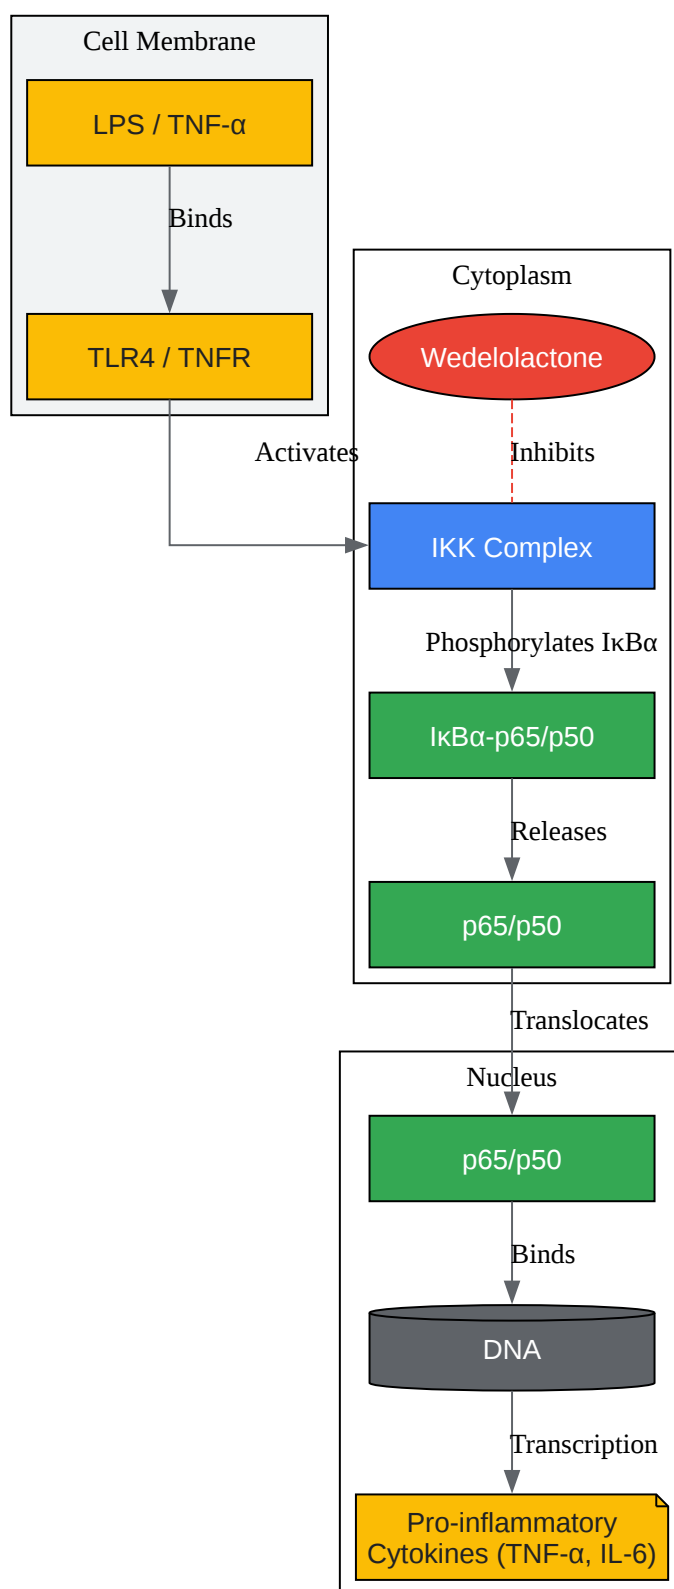 Cell Membrane
LPS / TNF-α
Binds
TLR4 / TNFR
Activates
Cytoplasm
Wedelolactone
Inhibits
IKK Complex
Phosphorylates IκBα
IκBα-p65/p50
Releases
p65/p50
Translocates
Nucleus
p65/p50
Binds
DNA
Transcription
Pro-inflammatory
Cytokines (TNF-α, IL-6)